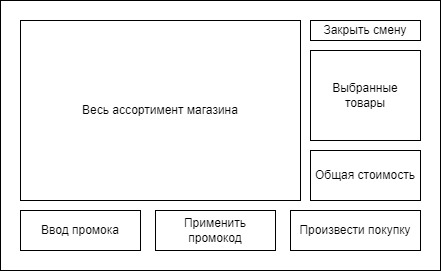 Закрыть смену
Весь ассортимент магазина
Выбранные
товары
Общая стоимость
Ввод промока
Применить
промокод
Произвести покупку